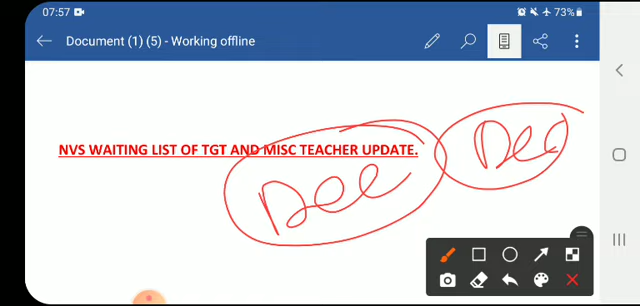 07:57 73%
Document (1) (5) - Working offline
NVS WAITING LIST OF TGT AND MISC TEACHER UPDATE.
Dec
Dec